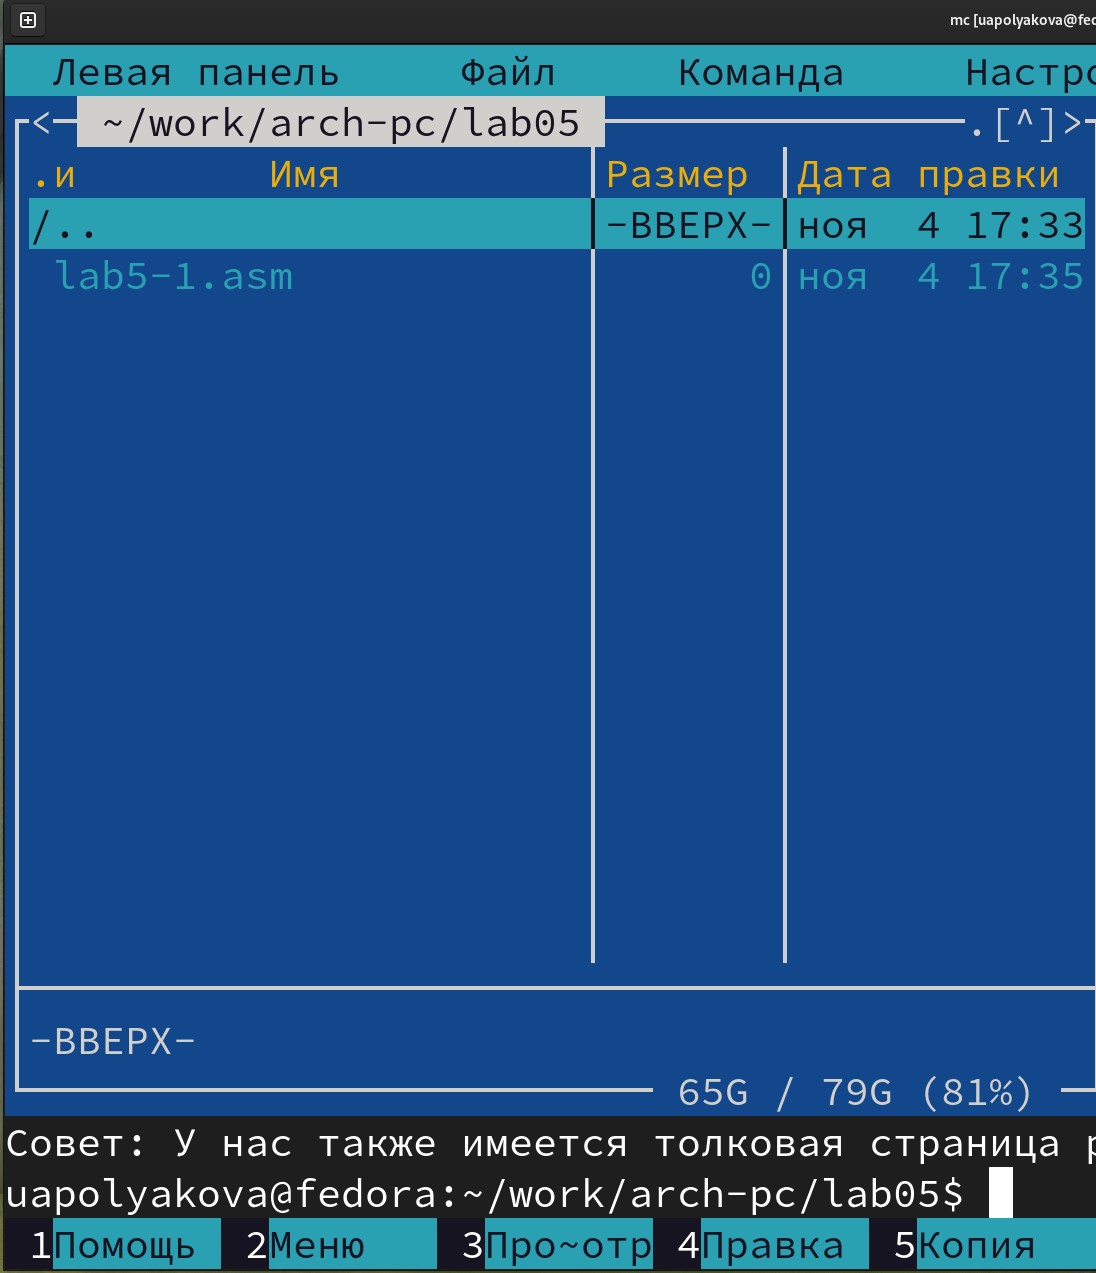 mc [uapolyakova@fed
Левая панель Файл Команда Настро
< ~/work/arch-pc/lab05 .[^]>
.и Имя Размер Дата правки
/.. -ВВЕРХ- ноя 4 17:33
lab5-1.asm 0 ноя 4 17:35
-ВВЕРХ-
65G / 79G (81%)
Совет: У нас также имеется толковая страница р
uapolyakova@fedora:~/work/arch-pc/lab05$
1Помощь 2Меню 3Про~отр 4Правка 5Копия